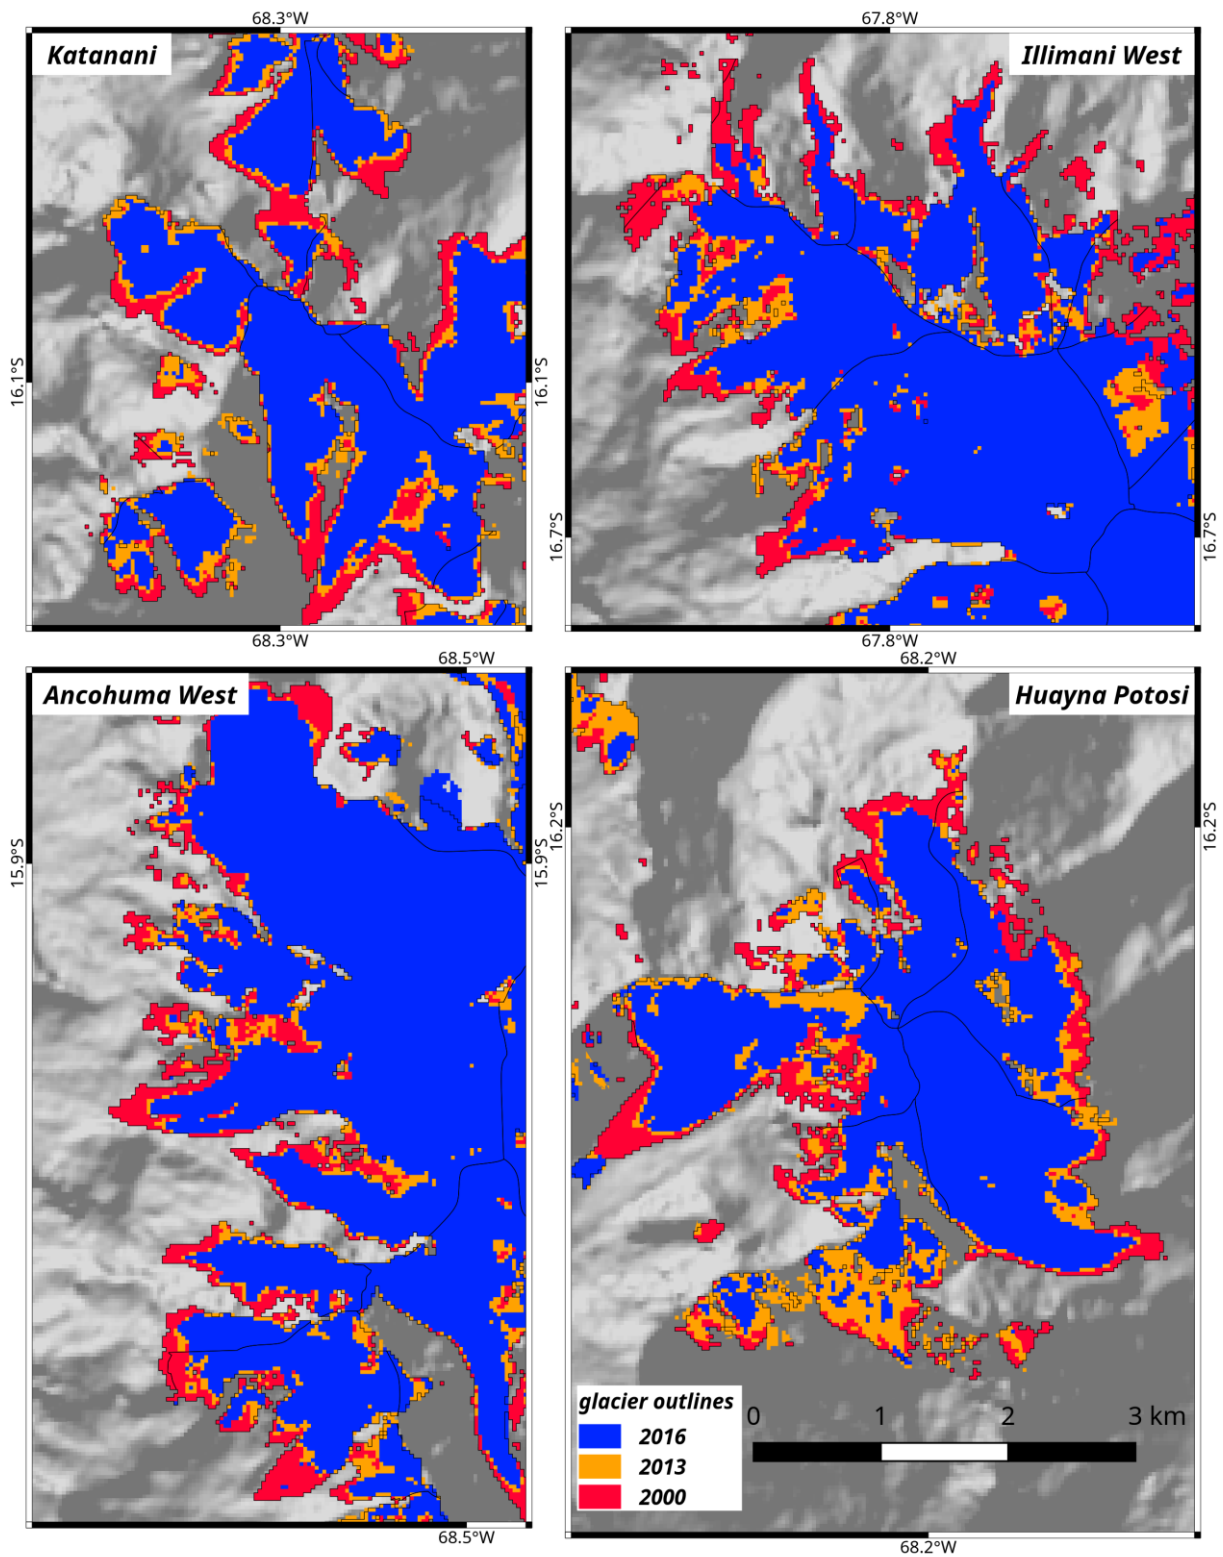 68.3°W
67.8°W
Katanani
Illimani West
16.1°S
16.1°S
16.7°S
16.7°S
68.3°W
67.8°W
68.5°W
68.2°W
Ancohuma West
Huayna Potosi
15.9°S
15.9°S
16.2°S
16.2°S
glacier outlines
2016
2013
2000
0 1 2 3 km
68.5°W
68.2°W